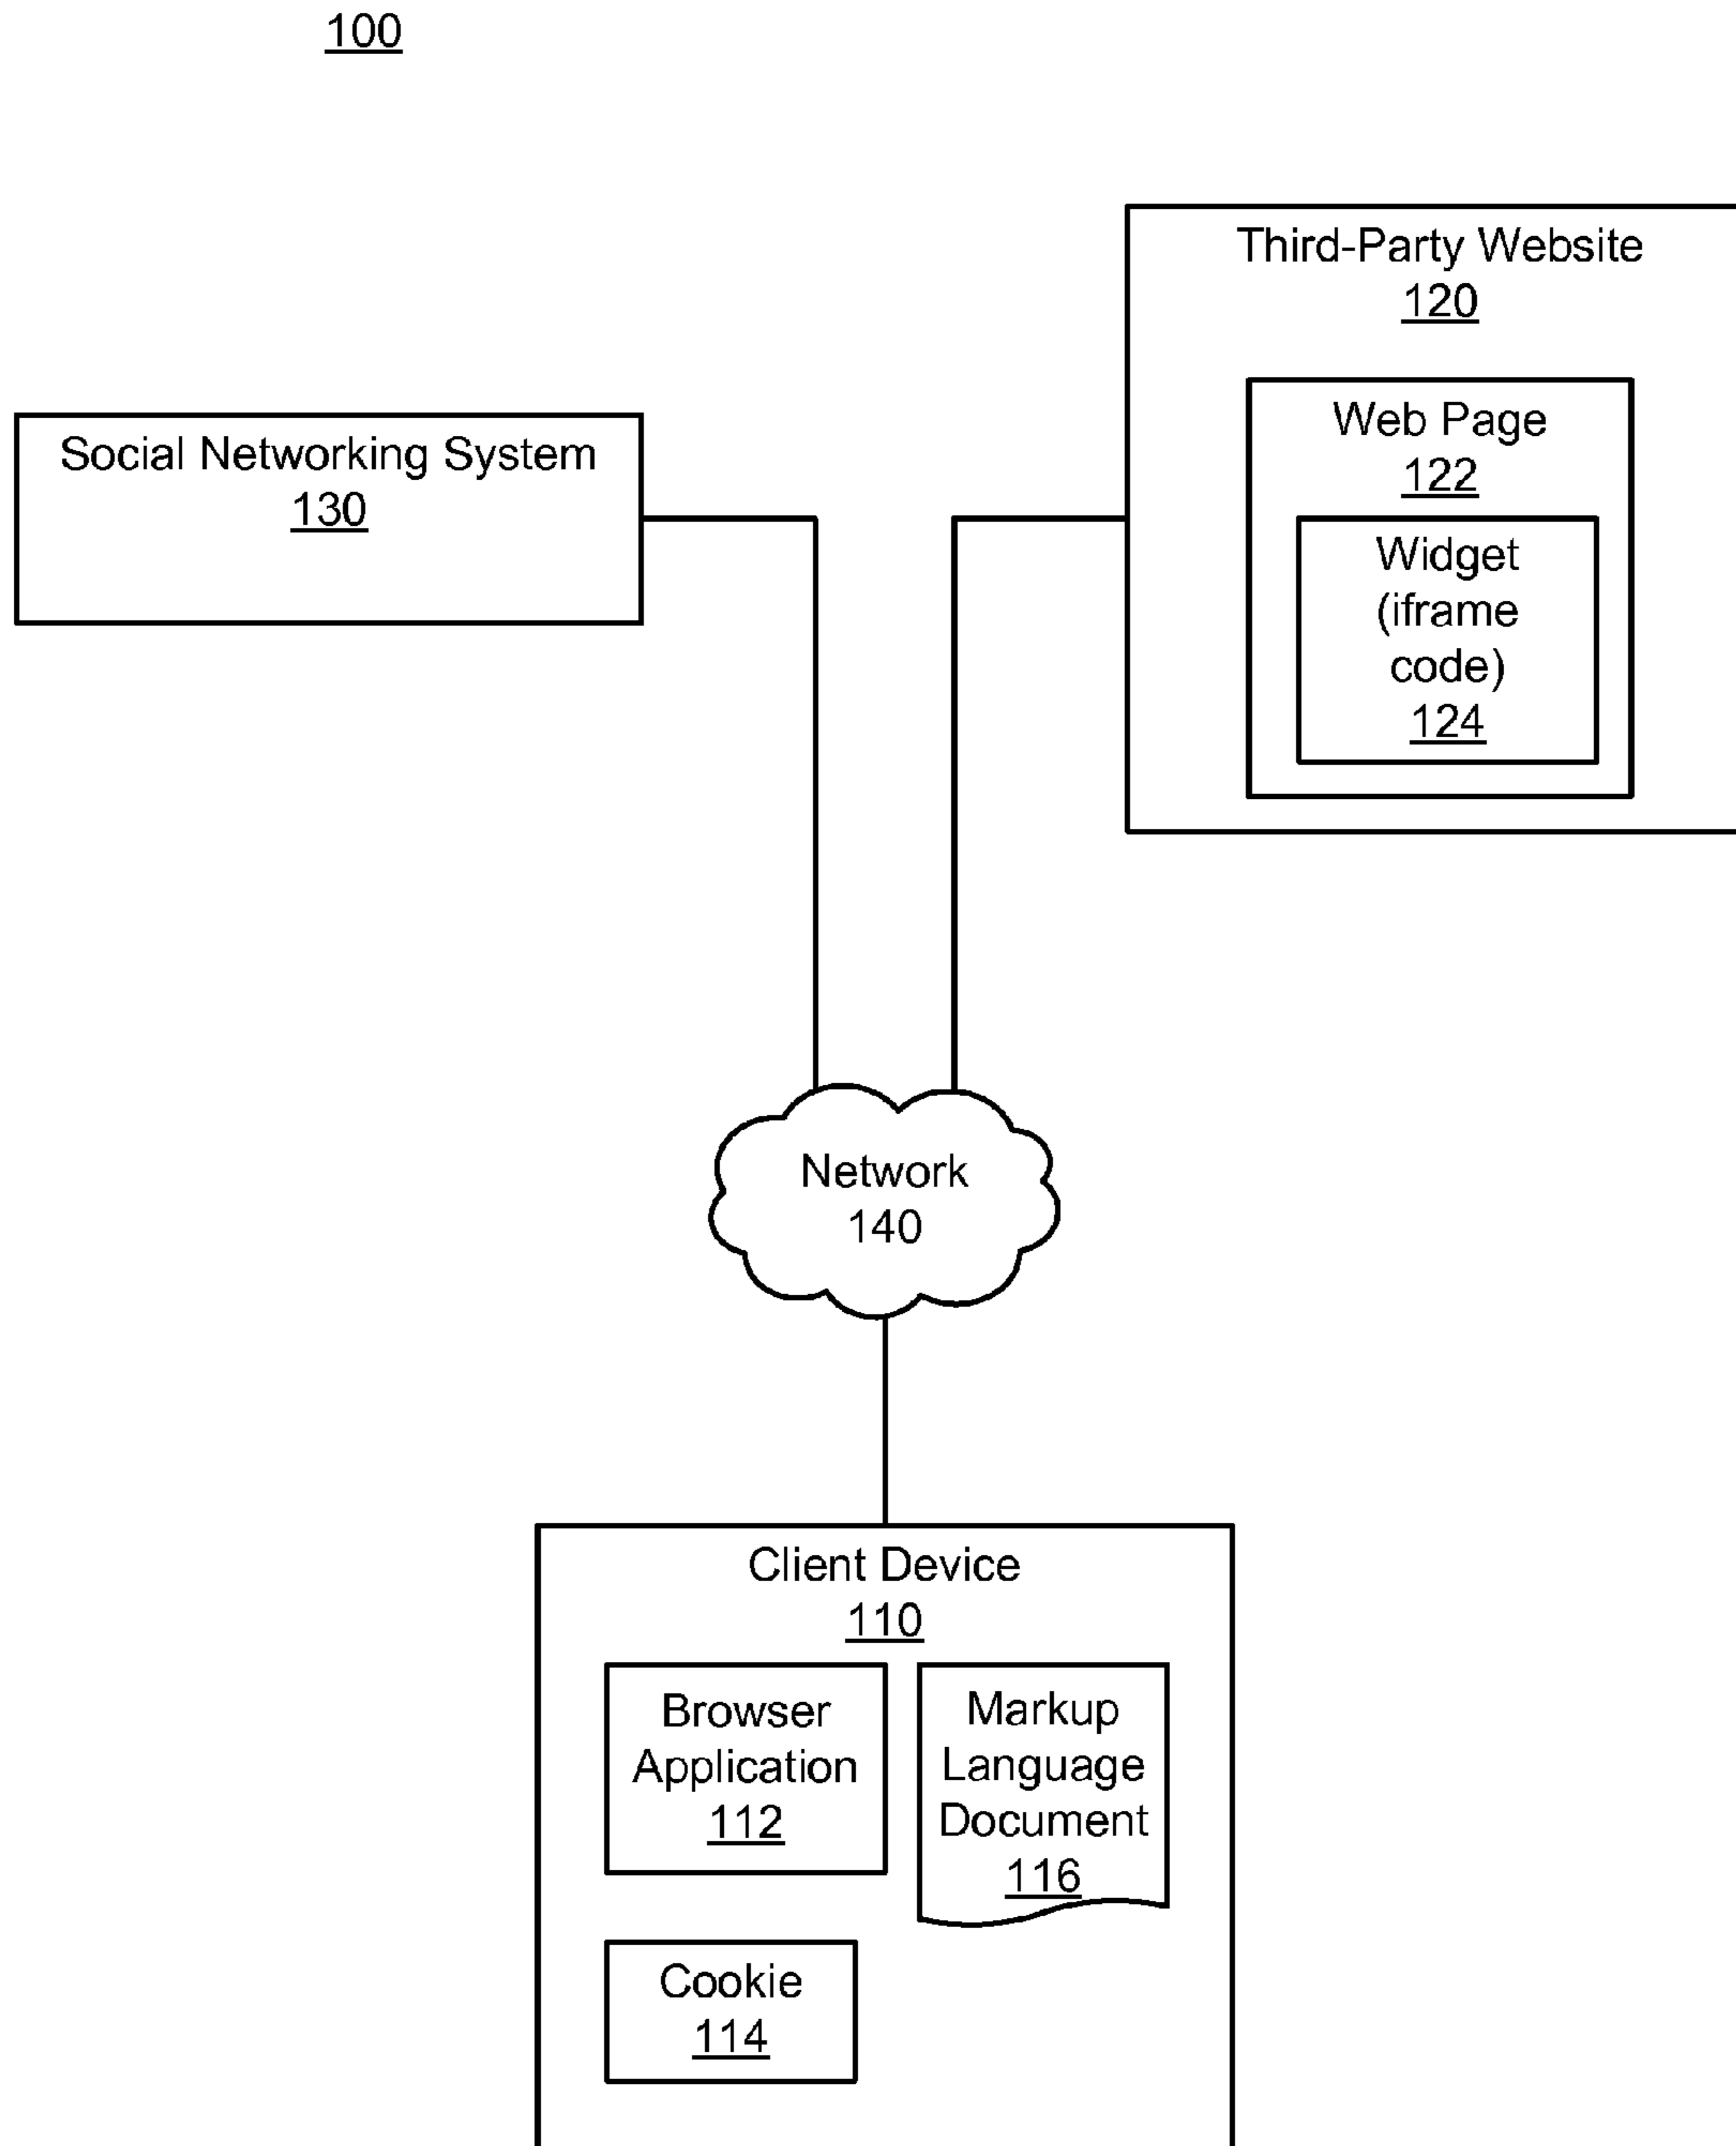 100
Third-Party Website
120
Web Page
122
Widget
(iframe
code)
124
Social Networking System
130
Network
140
Client Device
110
Browser
Application
112
Markup
Language
Document
116
Cookie
114